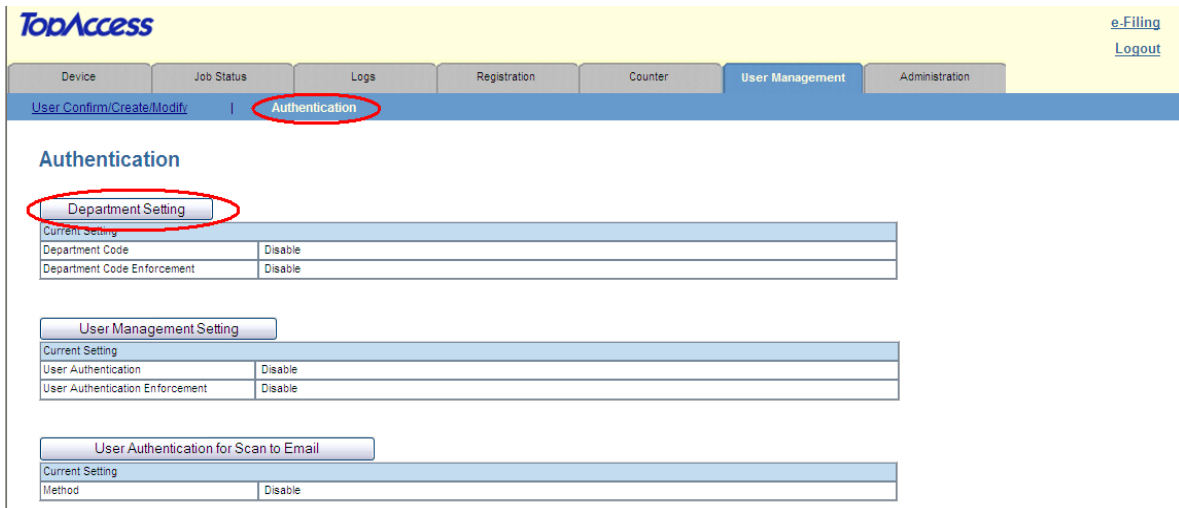 TopAccess
e-Filing
Logout
Device Job Status Logs Registration Counter User Management Administration
User Confirm/Create/Modify | Authentication
Authentication
Department Setting
Current Setting
Department Code Disable
Department Code Enforcement Disable
User Management Setting
Current Setting
User Authentication Disable
User Authentication Enforcement Disable
User Authentication for Scan to Email
Current Setting
Method Disable